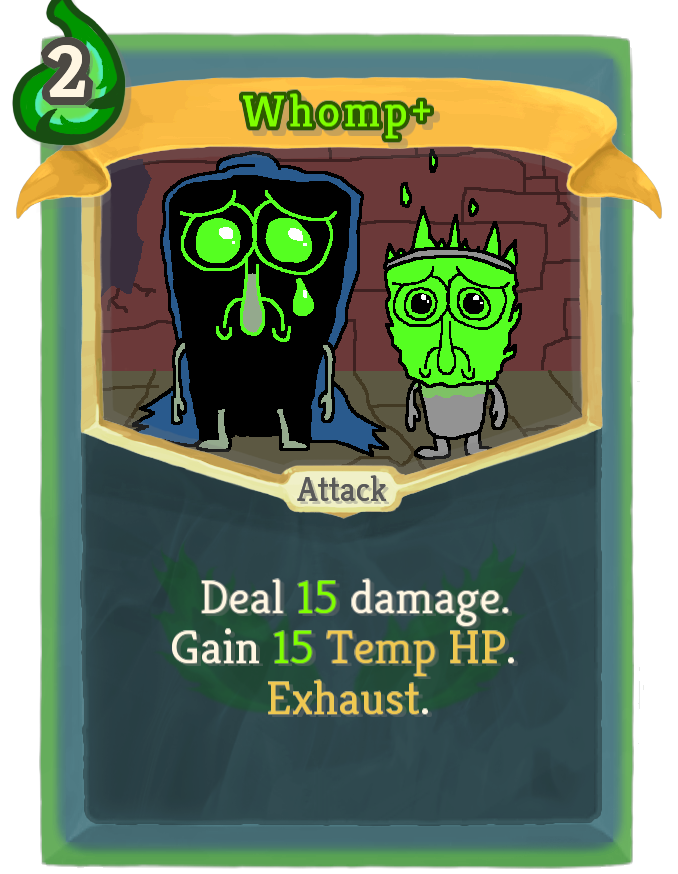 2
Whomp+
Attack
Deal 15 damage.
Gain 15 Temp HP.
Exhaust.